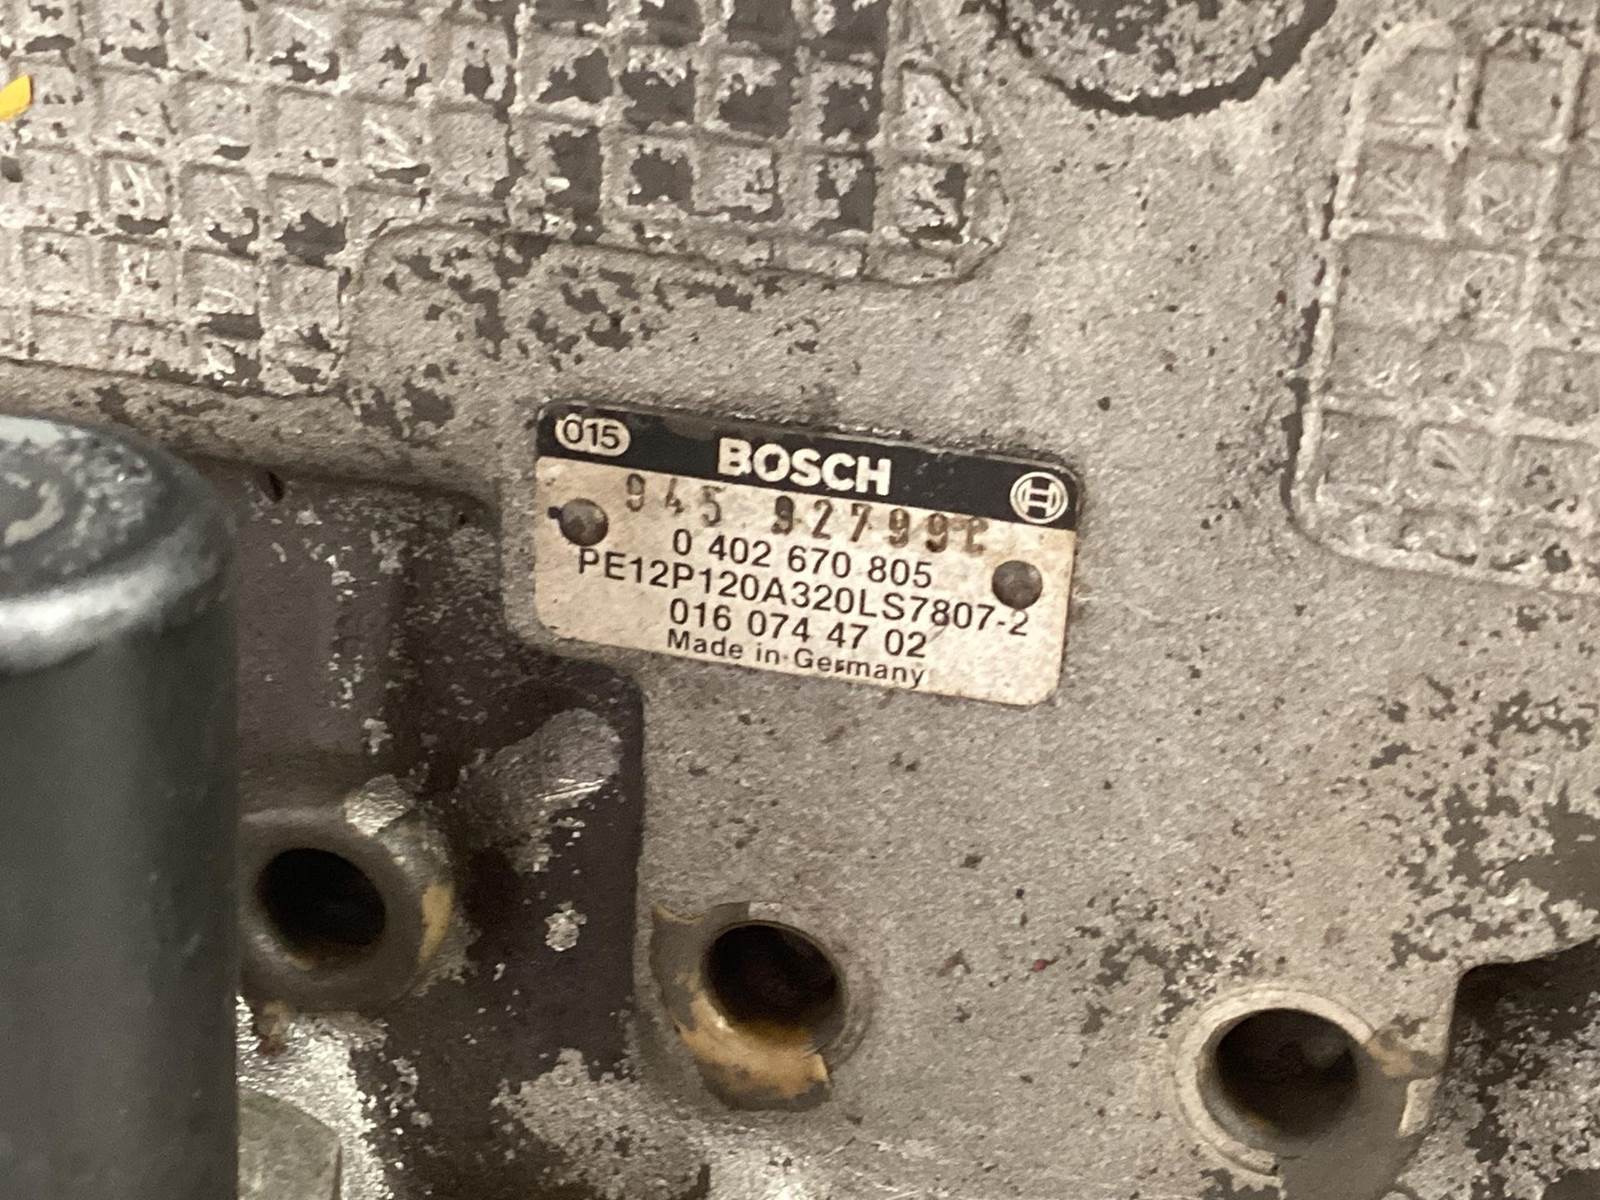 015 BOSCH
945 92799
0 402 670 805
PE12P120A320LS7807-2
016 074 47 02
Made in Germany